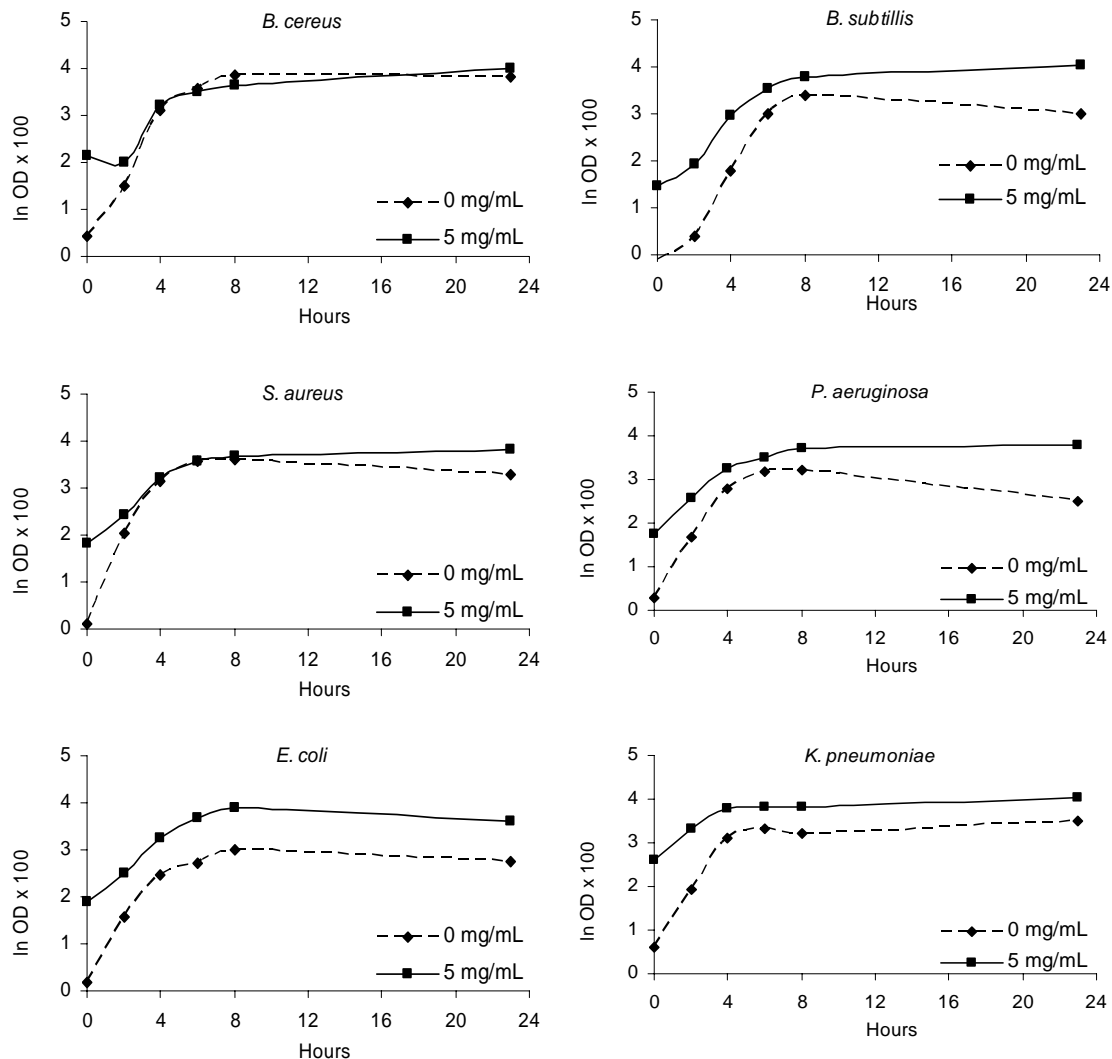 B. cereus
5
4
3
2
1
0
ln OD x 100
0 mg/mL
5 mg/mL
0 4 8 12 16 20 24
Hours
B. subtillis
5
4
3
2
1
0
ln OD x 100
0 mg/mL
5 mg/mL
0 4 8 12 16 20 24
Hours
S. aureus
5
4
3
2
1
0
ln OD x 100
0 mg/mL
5 mg/mL
0 4 8 12 16 20 24
Hours
P. aeruginosa
5
4
3
2
1
0
ln OD x 100
0 mg/mL
5 mg/mL
0 4 8 12 16 20 24
Hours
E. coli
5
4
3
2
1
0
ln OD x 100
0 mg/mL
5 mg/mL
0 4 8 12 16 20 24
Hours
K. pneumoniae
5
4
3
2
1
0
ln OD x 100
0 mg/mL
5 mg/mL
0 4 8 12 16 20 24
Hours